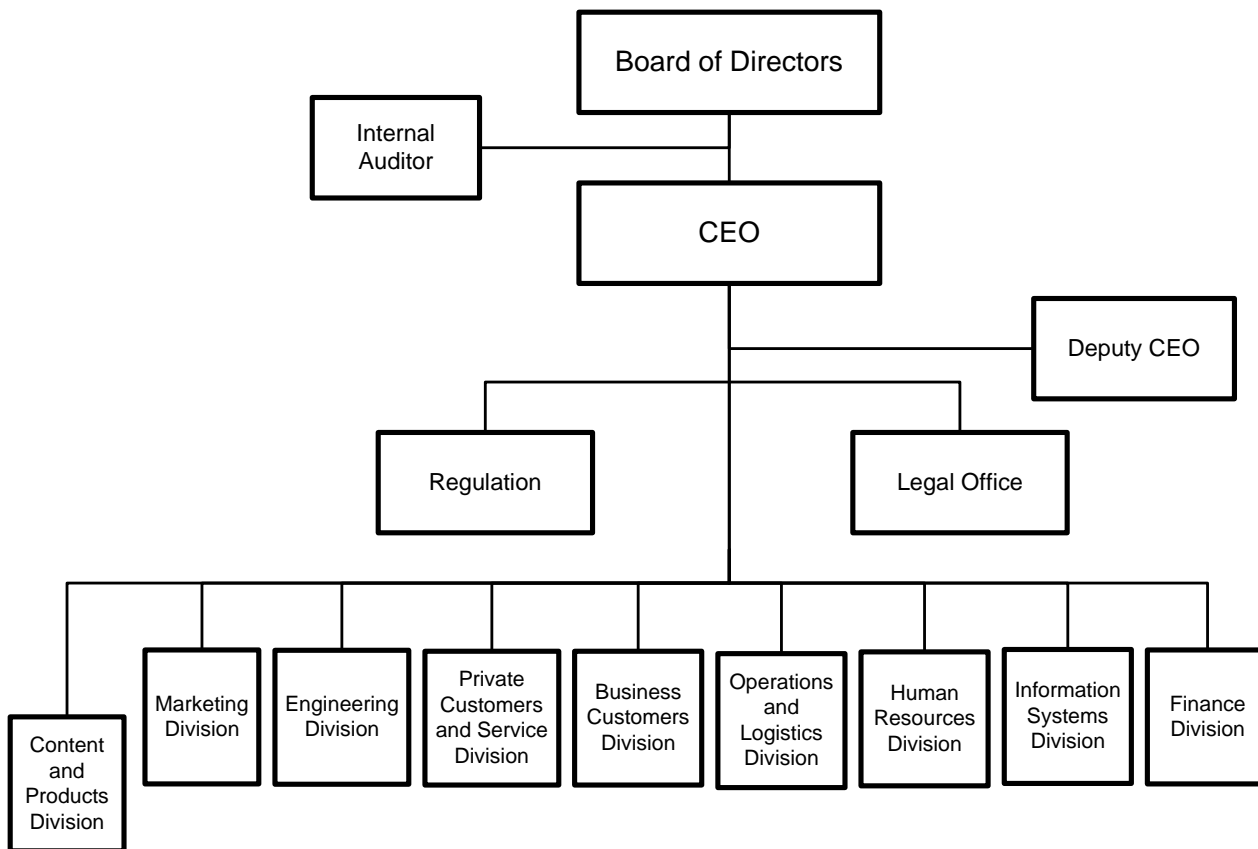 Board of Directors
Internal
Auditor
CEO
Deputy CEO
Regulation
Legal Office
Content
and
Products
Division
Marketing
Division
Engineering
Division
Private
Customers
and Service
Division
Business
Customers
Division
Operations
and
Logistics
Division
Human
Resources
Division
Information
Systems
Division
Finance
Division